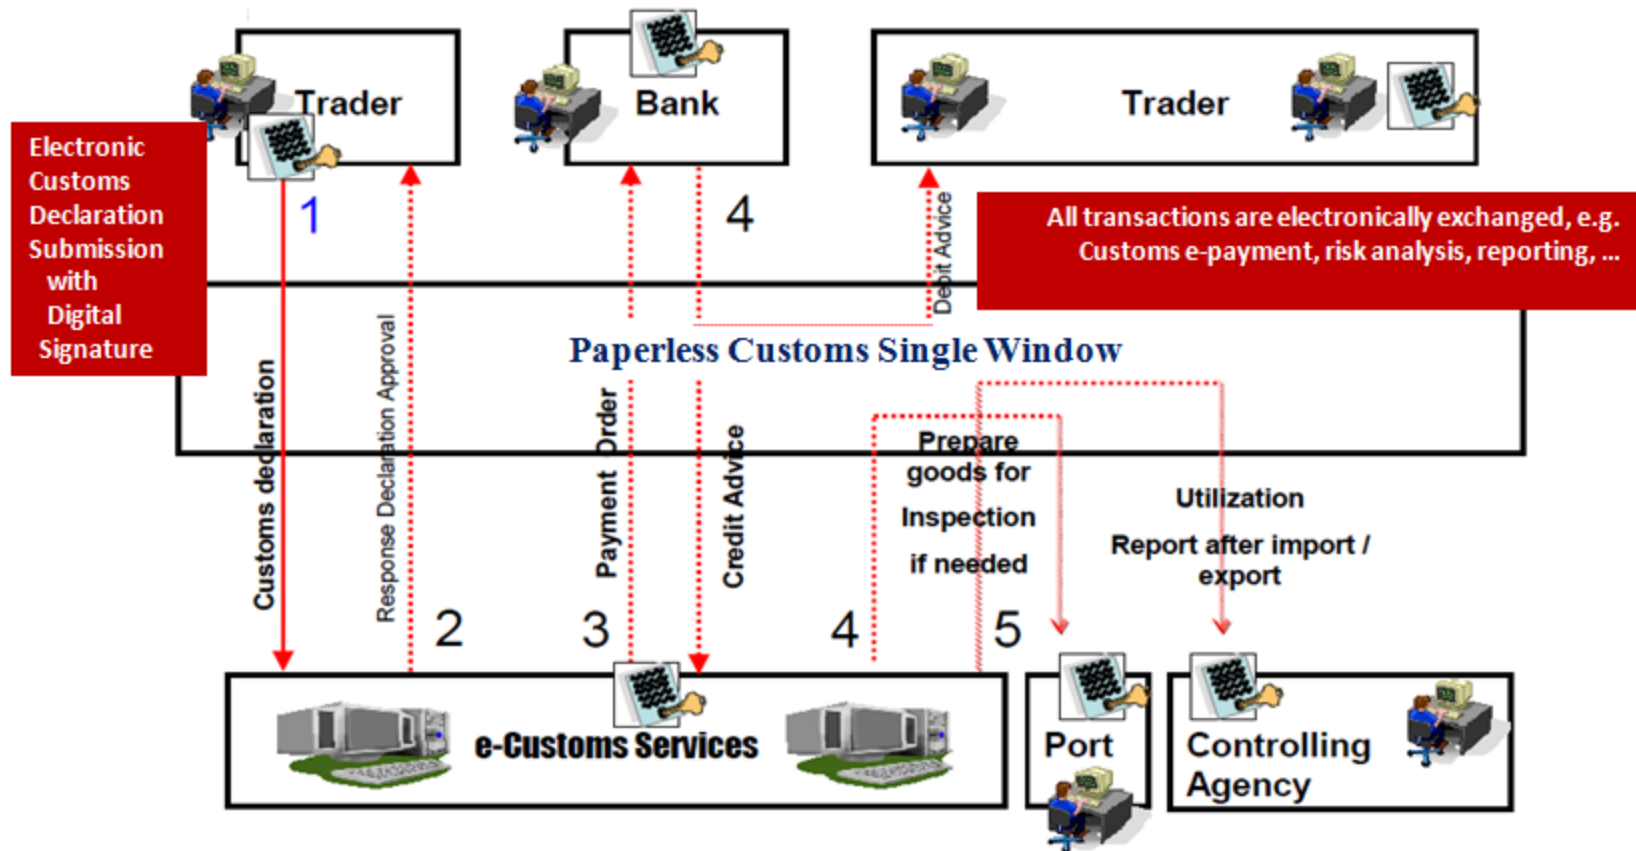 Trader
Bank
Trader
Electronic
Customs
Declaration
Submission
with
Digital
Signature
1
4
Debit Advice
All transactions are electronically exchanged, e.g.
Customs e-payment, risk analysis, reporting, ...
Paperless Customs Single Window
Customs declaration
Response Declaration Approval
Payment Order
Credit Advice
Prepare
goods for
Inspection
if needed
Utilization
Report after import /
export
2
3
4
5
e-Customs Services
Port
Controlling
Agency